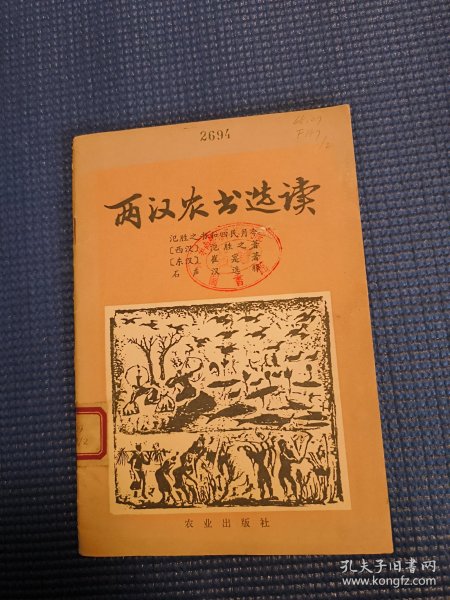 2694
两汉农书选读
氾胜之书和四民月令
[西汉] 氾胜之 著
[东汉] 崔寔 著
石声汉 选释
农业出版社
孔夫子旧书网
www.kongfz.com